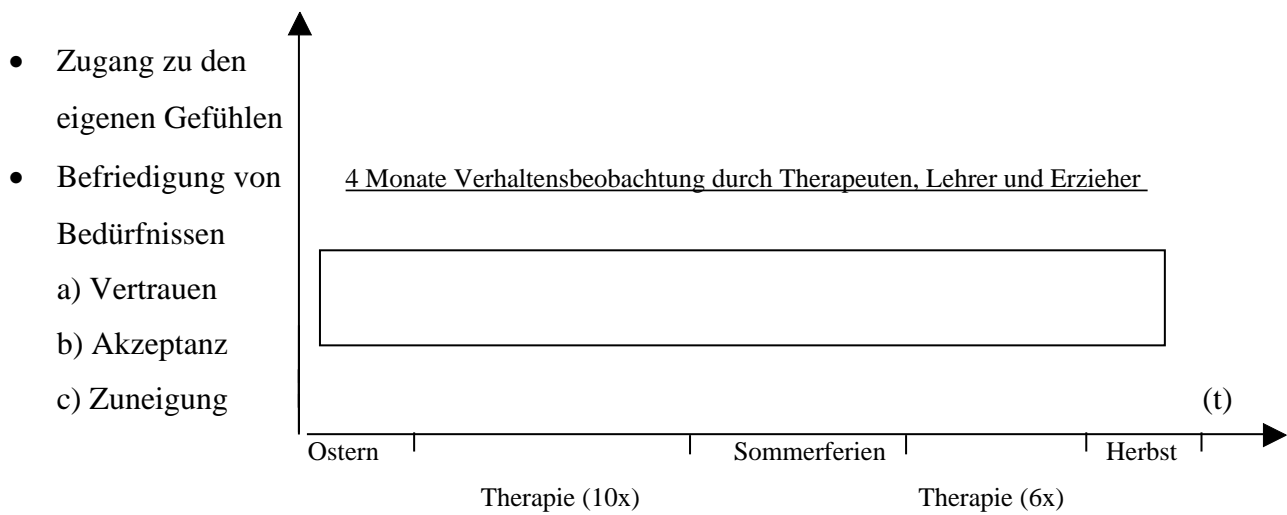 • Zugang zu den
eigenen Gefühlen
• Befriedigung von
Bedürfnissen
a) Vertrauen
b) Akzeptanz
c) Zuneigung
4 Monate Verhaltensbeobachtung durch Therapeuten, Lehrer und Erzieher
(t)
Ostern Sommerferien Herbst
Therapie (10x) Therapie (6x)